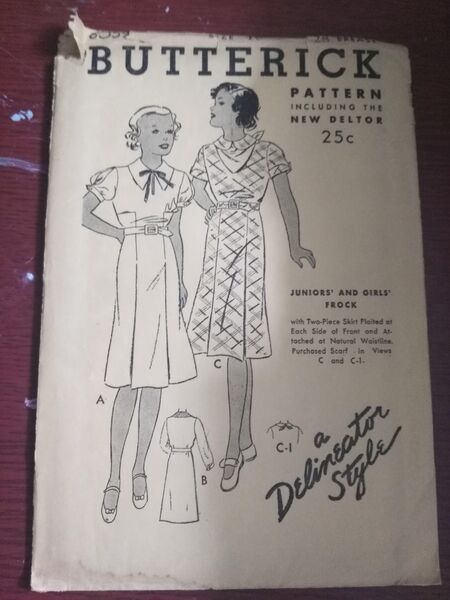 BUTTERICK
PATTERN
INCLUDING THE
NEW DELTOR
25c
JUNIORS' AND GIRLS'
FROCK
with Two-Piece Skirt Plaited at
Each Side of Front and At-
tached at Natural Waistline.
Purchased Scarf in Views
C and C-1-
A
C
B
C-1
a
Delineator
Style